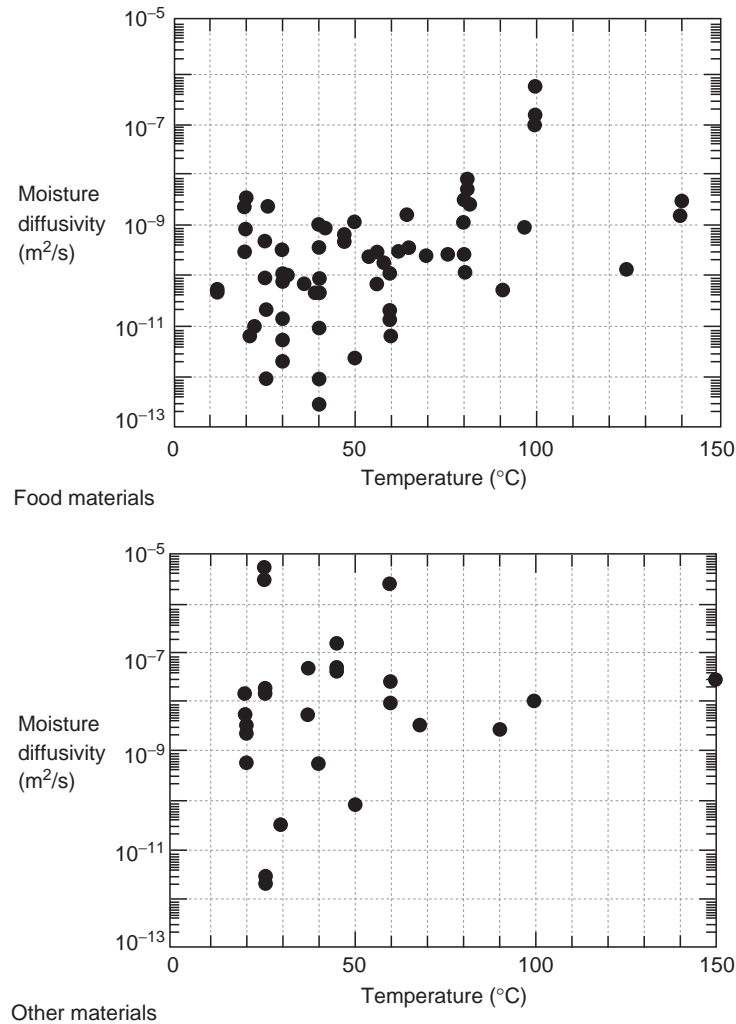 10⁻⁵
10⁻⁷
Moisture
diffusivity
(m²/s)
10⁻⁹
10⁻¹¹
10⁻¹³
0 50 100 150
Temperature (°C)
Food materials
10⁻⁵
10⁻⁷
Moisture
diffusivity
(m²/s)
10⁻⁹
10⁻¹¹
10⁻¹³
0 50 100 150
Temperature (°C)
Other materials